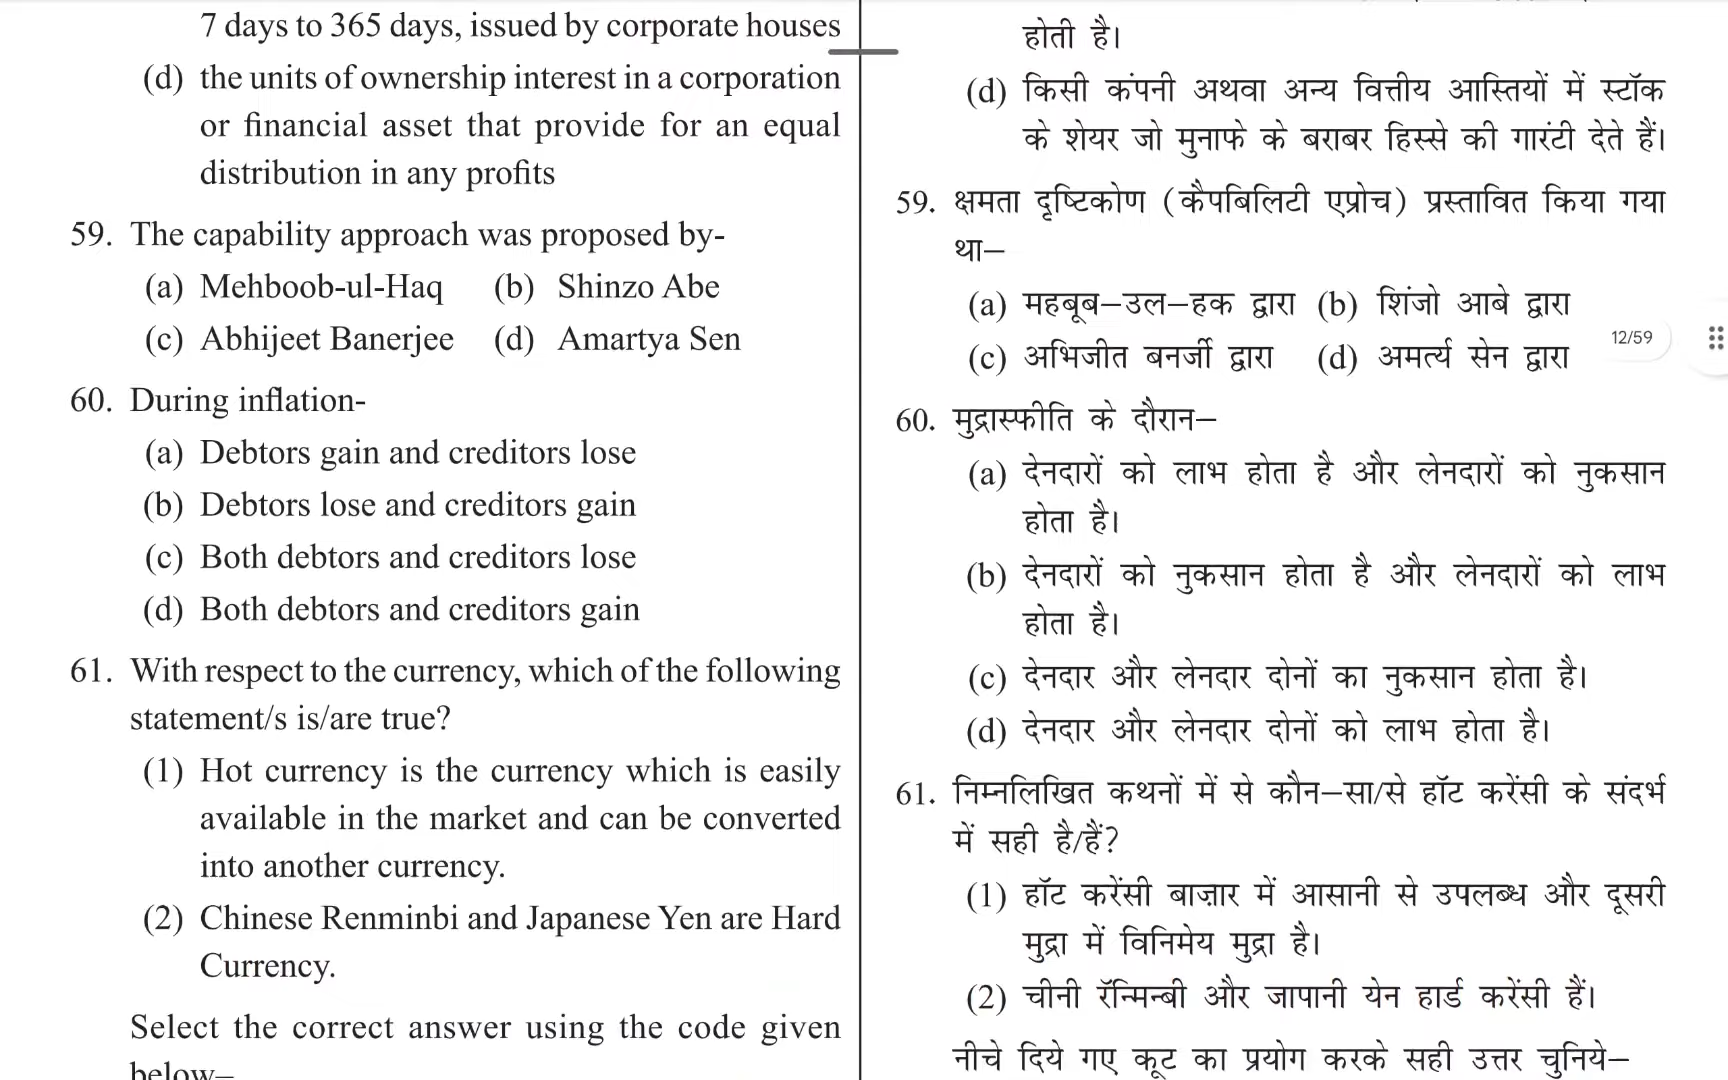 7 days to 365 days, issued by corporate houses
(d) the units of ownership interest in a corporation
or financial asset that provide for an equal
distribution in any profits
59. The capability approach was proposed by-
(a) Mehboob-ul-Haq (b) Shinzo Abe
(c) Abhijeet Banerjee (d) Amartya Sen
60. During inflation-
(a) Debtors gain and creditors lose
(b) Debtors lose and creditors gain
(c) Both debtors and creditors lose
(d) Both debtors and creditors gain
61. With respect to the currency, which of the following
statement/s is/are true?
(1) Hot currency is the currency which is easily
available in the market and can be converted
into another currency.
(2) Chinese Renminbi and Japanese Yen are Hard
Currency.
Select the correct answer using the code given
below–
होती है।
(d) किसी कंपनी अथवा अन्य वित्तीय आस्तियों में स्टॉक
के शेयर जो मुनाफे के बराबर हिस्से की गारंटी देते हैं।
59. क्षमता दृष्टिकोण (कैपबिलिटी एप्रोच) प्रस्तावित किया गया
था–
(a) महबूब–उल–हक द्वारा (b) शिंजो आबे द्वारा
(c) अभिजीत बनर्जी द्वारा (d) अमर्त्य सेन द्वारा
60. मुद्रास्फीति के दौरान–
(a) देनदारों को लाभ होता है और लेनदारों को नुकसान
होता है।
(b) देनदारों को नुकसान होता है और लेनदारों को लाभ
होता है।
(c) देनदार और लेनदार दोनों का नुकसान होता है।
(d) देनदार और लेनदार दोनों को लाभ होता है।
61. निम्नलिखित कथनों में से कौन–सा/से हॉट करेंसी के संदर्भ
में सही है/हैं?
(1) हॉट करेंसी बाज़ार में आसानी से उपलब्ध और दूसरी
मुद्रा में विनिमेय मुद्रा है।
(2) चीनी रॅन्मिन्बी और जापानी येन हार्ड करेंसी हैं।
नीचे दिये गए कूट का प्रयोग करके सही उत्तर चुनिये–
12/59